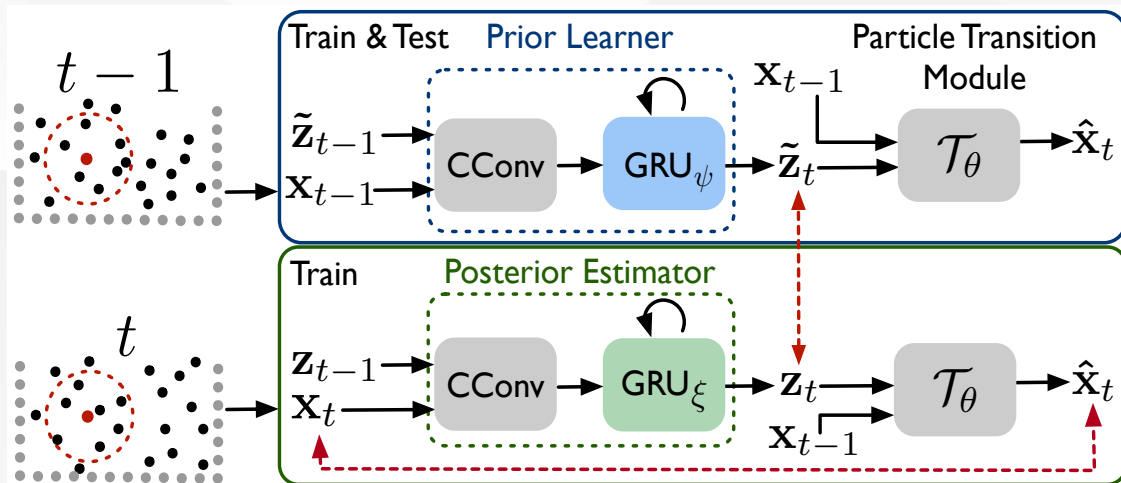 t − 1
Train & Test
Prior Learner
Particle Transition
Module
x_{t−1}
z̃_{t−1}
x_{t−1}
CConv
GRU_ψ
z̃_t
𝒯_θ
x̂_t
t
Train
Posterior Estimator
z_{t−1}
x_t
CConv
GRU_ξ
z_t
x_{t−1}
𝒯_θ
x̂_t